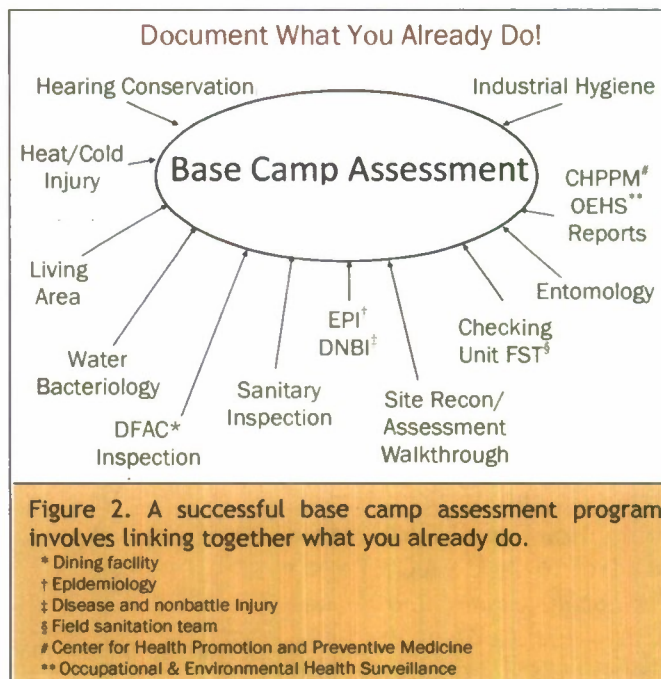 Document What You Already Do!
Hearing Conservation
Industrial Hygiene
Heat/Cold
Injury
Base Camp Assessment
CHPPM#
OEHS**
Reports
Living
Area
Entomology
Water
Bacteriology
EPI†
DNBI‡
Checking
Unit FST§
DFAC*
Inspection
Sanitary
Inspection
Site Recon/
Assessment
Walkthrough
Figure 2. A successful base camp assessment program
involves linking together what you already do.
* Dining facility
† Epidemiology
‡ Disease and nonbattle injury
§ Field sanitation team
# Center for Health Promotion and Preventive Medicine
** Occupational & Environmental Health Surveillance